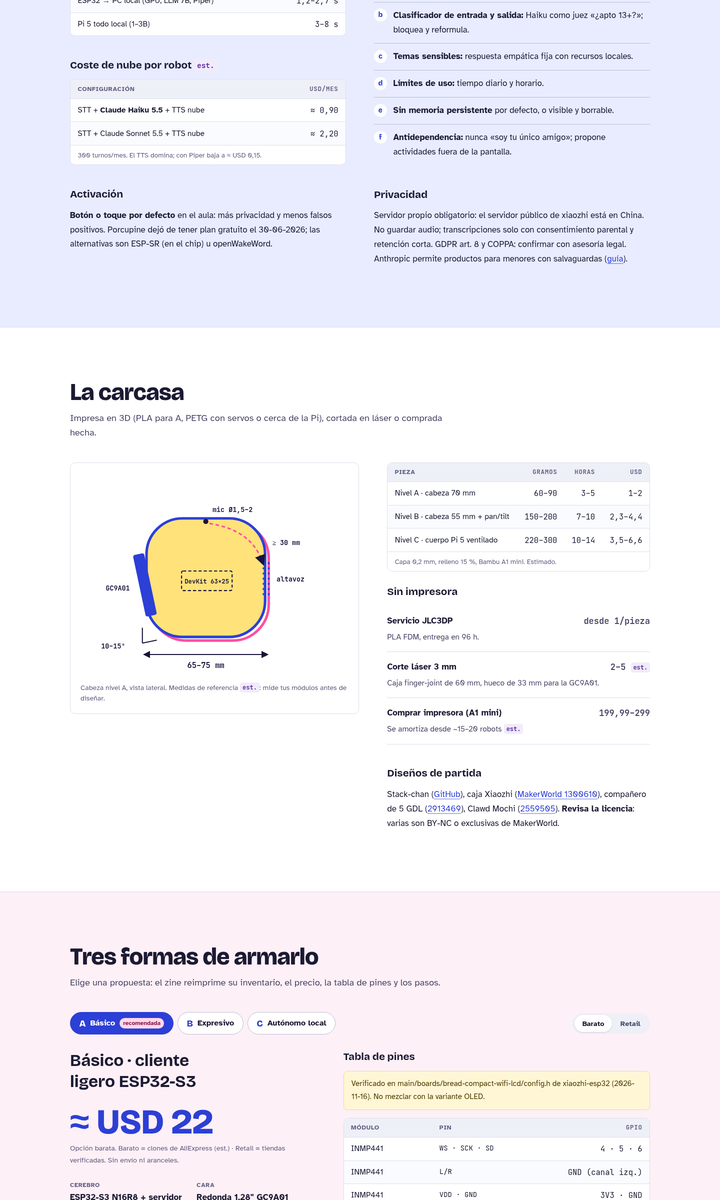 ESP32 → PC local (GPU, LLM 7B, Piper) 1,2–2,7 s
Pi 5 todo local (1–3B) 3–8 s
Coste de nube por robot est.
CONFIGURACIÓN USD/MES
STT + Claude Haiku 5.5 + TTS nube ≈ 0,90
STT + Claude Sonnet 5.5 + TTS nube ≈ 2,20
300 turnos/mes. El TTS domina; con Piper baja a ≈ USD 0,15.
Activación
Botón o toque por defecto en el aula: más privacidad y menos falsos
positivos. Porcupine dejó de tener plan gratuito el 30-06-2026; las
alternativas son ESP-SR (en el chip) u openWakeWord.
b Clasificador de entrada y salida: Haiku como juez «¿apto 13+?»;
bloquea y reformula.
c Temas sensibles: respuesta empática fija con recursos locales.
d Límites de uso: tiempo diario y horario.
e Sin memoria persistente por defecto, o visible y borrable.
f Antidependencia: nunca «soy tu único amigo»; propone
actividades fuera de la pantalla.
Privacidad
Servidor propio obligatorio: el servidor público de xiaozhi está en China.
No guardar audio; transcripciones solo con consentimiento parental y
retención corta. GDPR art. 8 y COPPA: confirmar con asesoría legal.
Anthropic permite productos para menores con salvaguardas (guía).
La carcasa
Impresa en 3D (PLA para A, PETG con servos o cerca de la Pi), cortada en láser o comprada
hecha.
mic Ø1,5–2
≥ 30 mm
altavoz
DevKit 63×25
GC9A01
10–15°
65–75 mm
Cabeza nivel A, vista lateral. Medidas de referencia est.: mide tus módulos antes de
diseñar.
PIEZA GRAMOS HORAS USD
Nivel A · cabeza 70 mm 60–90 3–5 1–2
Nivel B · cabeza 55 mm + pan/tilt 150–200 7–10 2,3–4,4
Nivel C · cuerpo Pi 5 ventilado 220–300 10–14 3,5–6,6
Capa 0,2 mm, relleno 15 %, Bambu A1 mini. Estimado.
Sin impresora
Servicio JLC3DP desde 1/pieza
PLA FDM, entrega en 96 h.
Corte láser 3 mm 2–5 est.
Caja finger-joint de 60 mm, hueco de 33 mm para la GC9A01.
Comprar impresora (A1 mini) 199,99–299
Se amortiza desde ~15–20 robots est.
Diseños de partida
Stack-chan (GitHub), caja Xiaozhi (MakerWorld 1300610), compañero
de 5 GDL (2913469), Clawd Mochi (2559505). Revisa la licencia:
varias son BY-NC o exclusivas de MakerWorld.
Tres formas de armarlo
Elige una propuesta: el zine reimprime su inventario, el precio, la tabla de pines y los pasos.
A Básico recomendada B Expresivo C Autónomo local Barato Retail
Básico · cliente
ligero ESP32-S3
≈ USD 22
Opción barata. Barato = clones de AliExpress (est.) · Retail = tiendas
verificadas. Sin envío ni aranceles.
CEREBRO CARA
ESP32-S3 N16R8 + servidor Redonda 1,28" GC9A01
Tabla de pines
Verificado en main/boards/bread-compact-wifi-lcd/config.h de xiaozhi-esp32 (2026-
11-16). No mezclar con la variante OLED.
MÓDULO PIN GPIO
INMP441 WS · SCK · SD 4 · 5 · 6
INMP441 L/R GND (canal izq.)
INMP441 VDD · GND 3V3 · GND